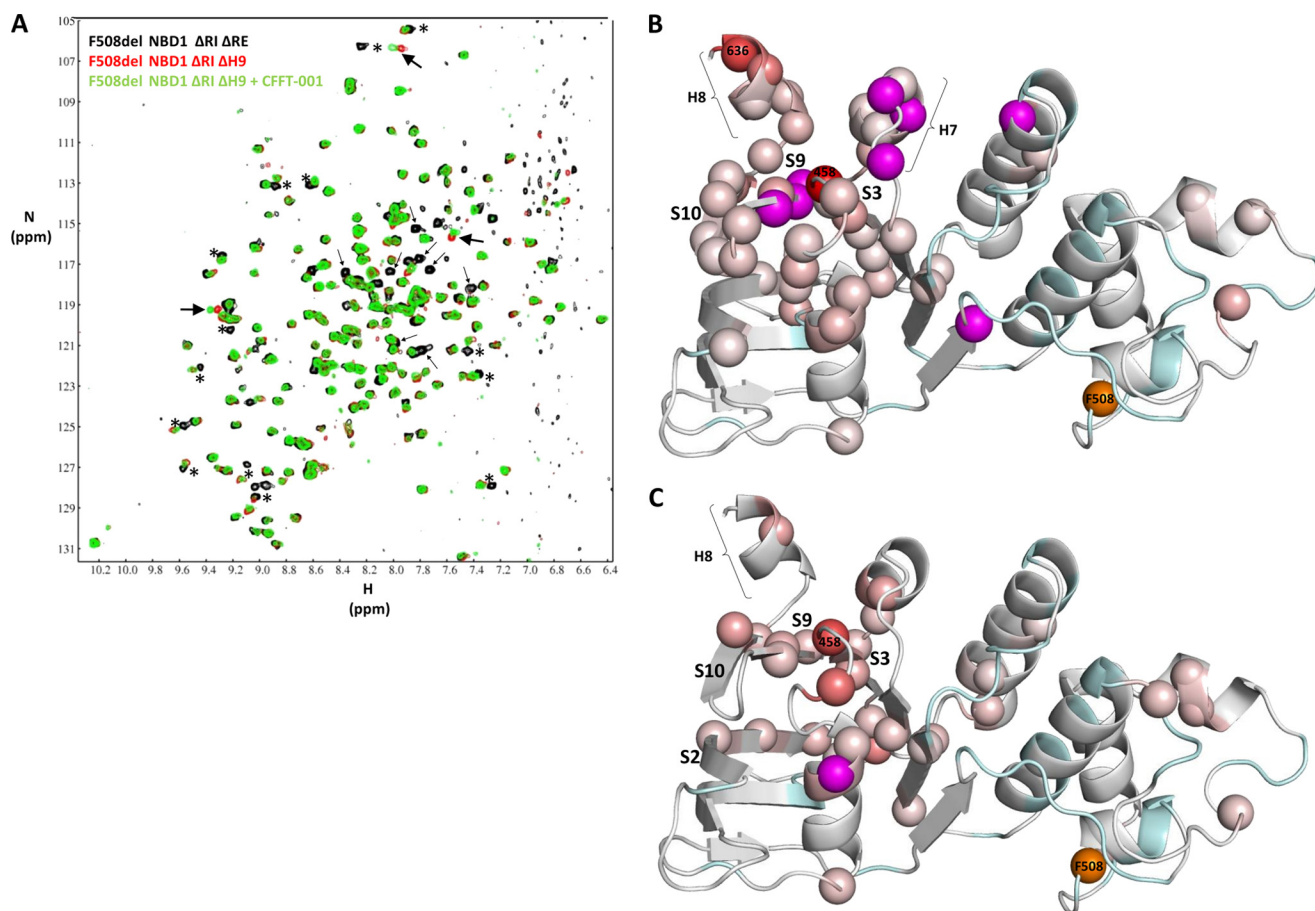 A
F508del NBD1 ΔRI ΔRE
F508del NBD1 ΔRI ΔH9
F508del NBD1 ΔRI ΔH9 + CFFT-001
105
107
109
111
113
115
117
119
121
123
125
127
129
131
N
(ppm)
10.2 10.0 9.8 9.6 9.4 9.2 9.0 8.8 8.6 8.4 8.2 8.0 7.8 7.6 7.4 7.2 7.0 6.8 6.6 6.4
H
(ppm)
* * * * * * * * * * * * * *
B
636
H8
H7
S9
458
S3
S10
F508
C
H8
S9
458
S3
S10
S2
F508